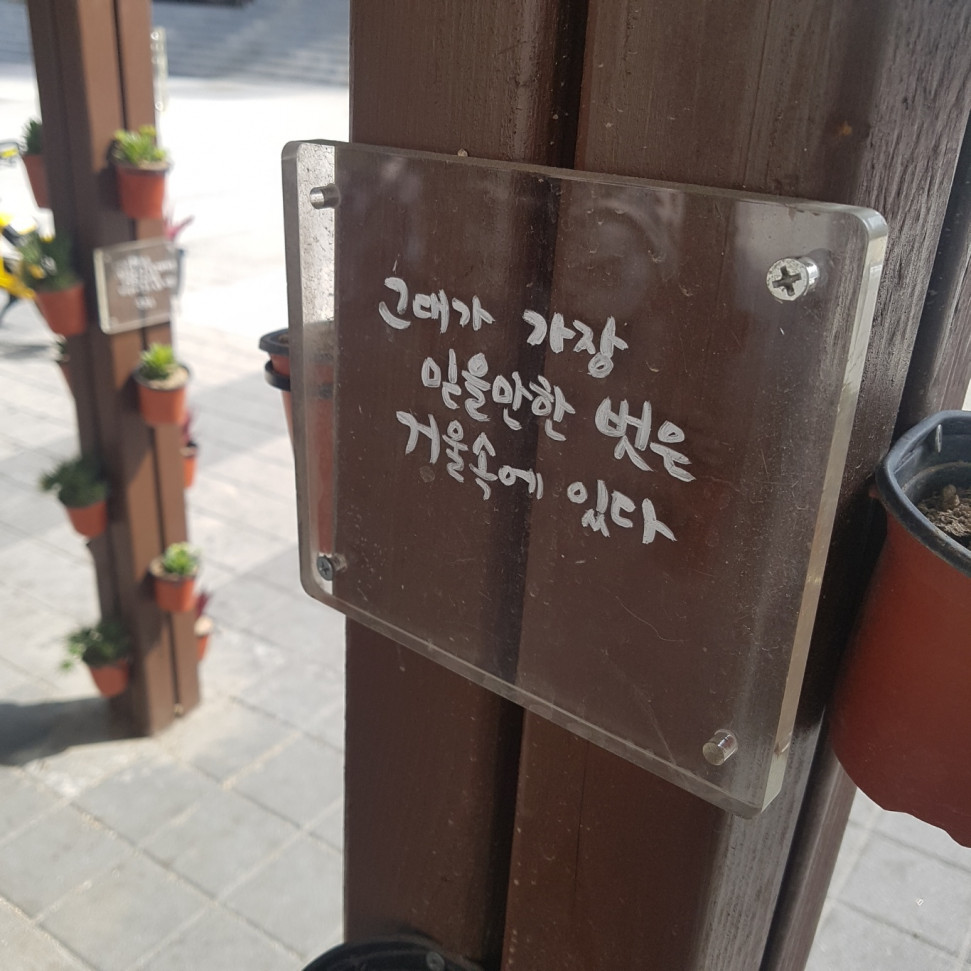 그대가 가장
믿을만한 벗은
거울속에 있다